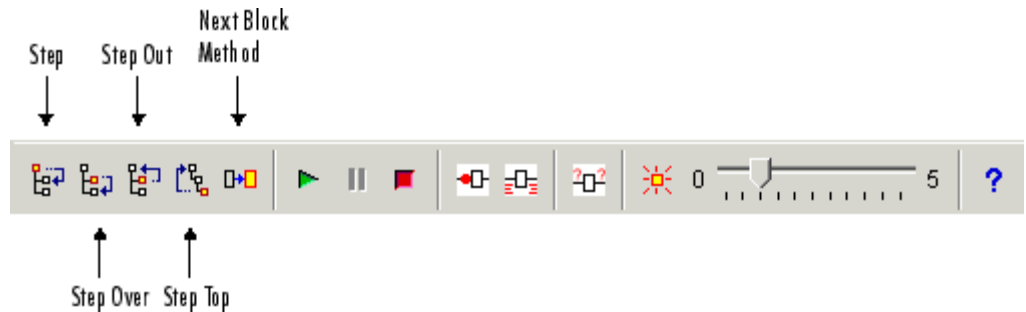 Next Block
Method
Step
Step Out
0
5
?
Step Over
Step Top